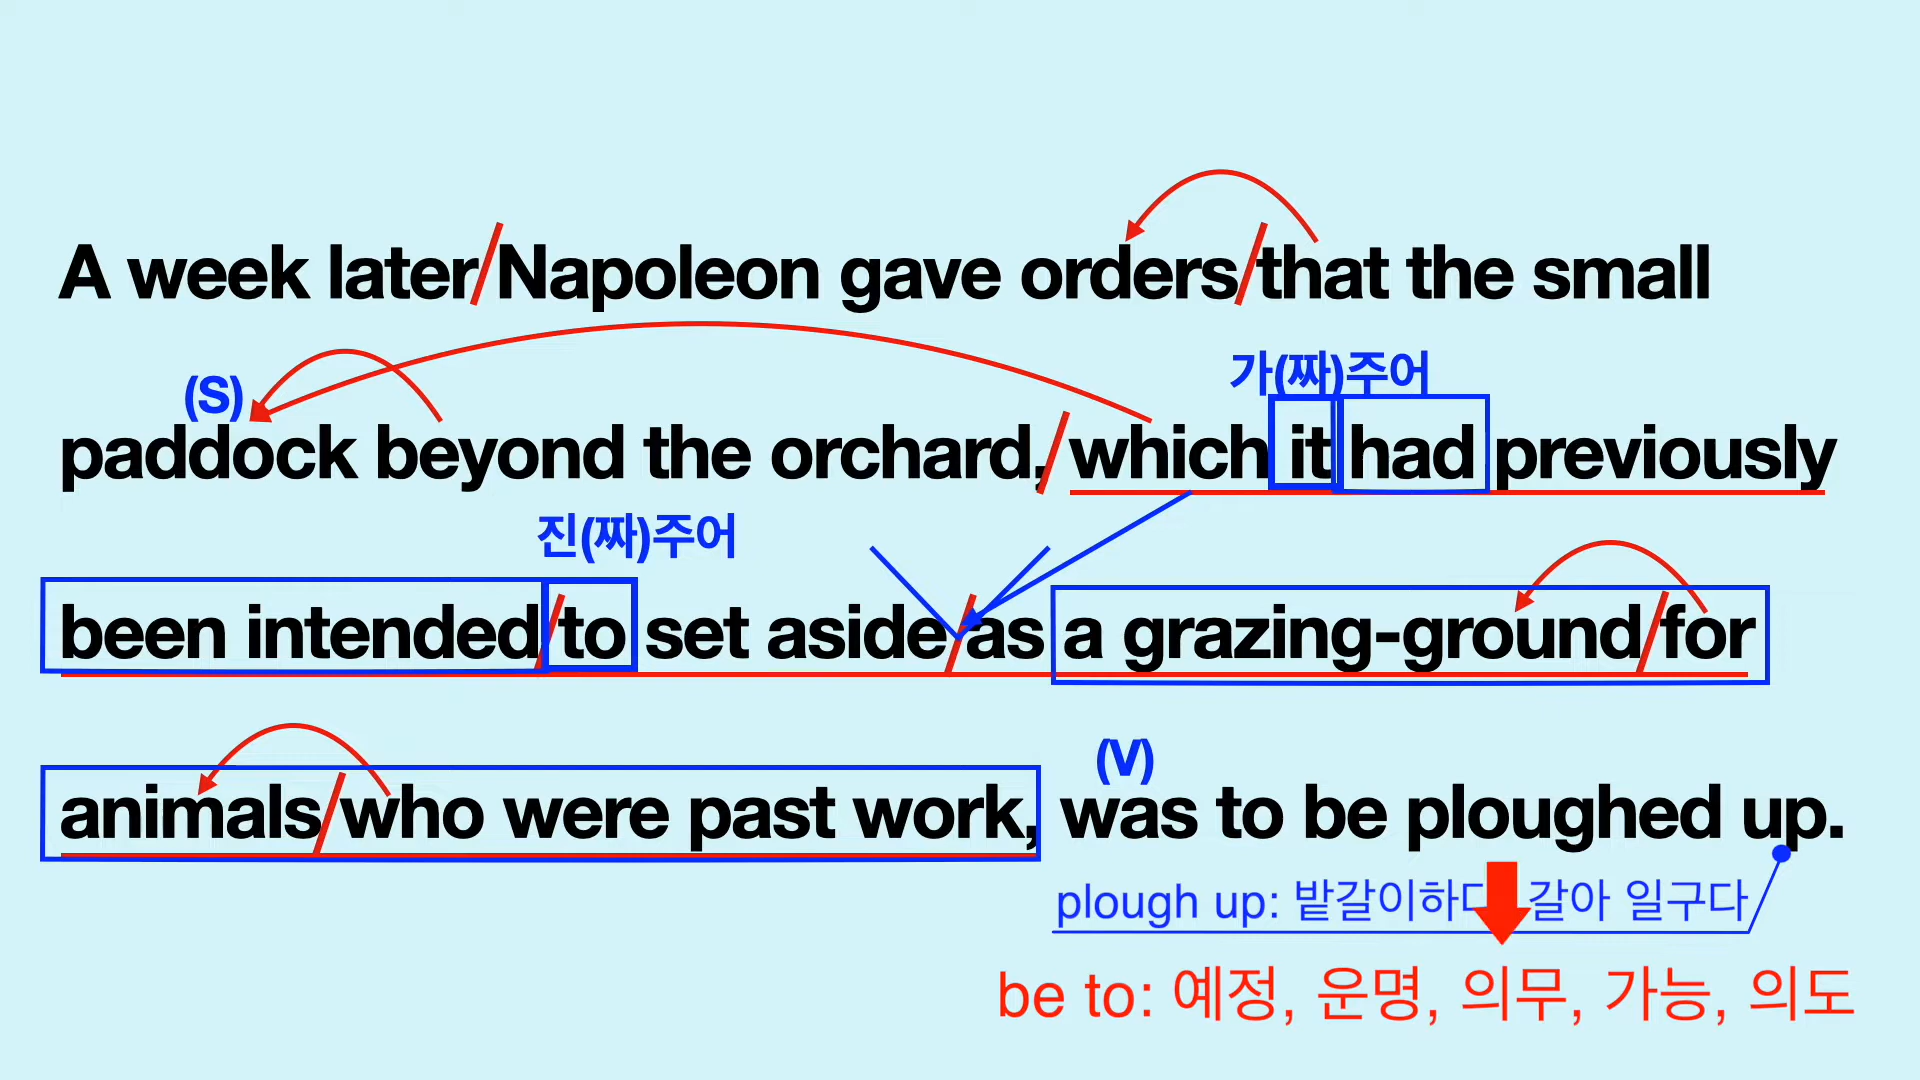 A week later/Napoleon gave orders/that the small
(S)
가(짜)주어
paddock beyond the orchard,/which it had previously
진(짜)주어
been intended/to set aside/as a grazing-ground/for
(V)
animals/who were past work, was to be ploughed up.
plough up: 밭갈이하다 갈아 일구다
be to: 예정, 운명, 의무, 가능, 의도